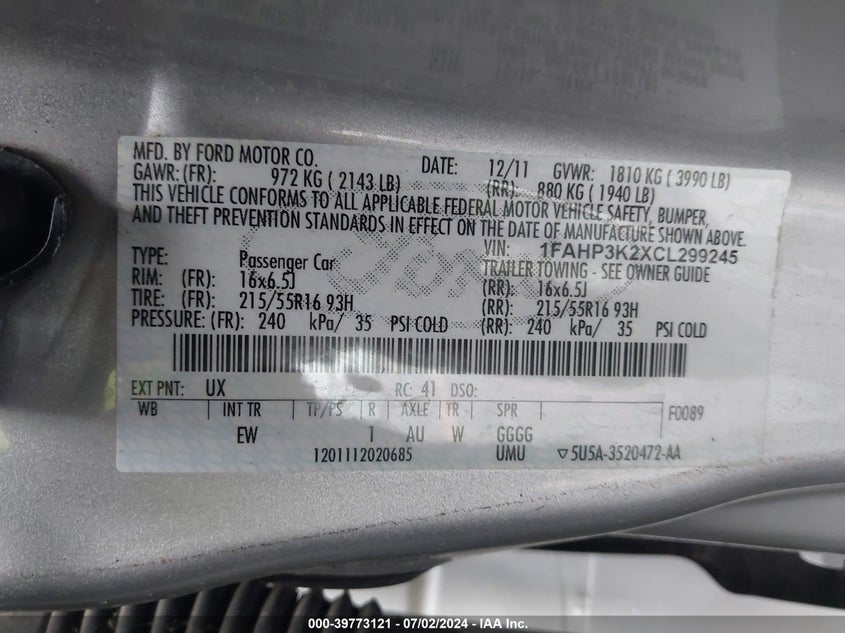 MFD. BY FORD MOTOR CO. DATE: 12/11 GVWR: 1810 KG ( 3990 LB)
GAWR: (FR): 972 KG ( 2143 LB) (RR): 880 KG ( 1940 LB)
THIS VEHICLE CONFORMS TO ALL APPLICABLE FEDERAL MOTOR VEHICLE SAFETY, BUMPER,
AND THEFT PREVENTION STANDARDS IN EFFECT ON THE DATE OF MANUFACTURE SHOWN ABOVE.
VIN: 1FAHP3K2XCL299245
TYPE: Passenger Car TRAILER TOWING - SEE OWNER GUIDE
RIM: (FR): 16x6.5J (RR): 16x6.5J
TIRE: (FR): 215/55R16 93H (RR): 215/55R16 93H
PRESSURE: (FR): 240 kPa/ 35 PSI COLD (RR): 240 kPa/ 35 PSI COLD
EXT PNT: UX RC: 41 DSO:
WB INT TR TP/PS R AXLE TR SPR F0089
EW 1 AU W GGGG
1201112020685 UMU ▽5U5A-3520472-AA
000-39773121 - 07/02/2024 - IAA Inc.